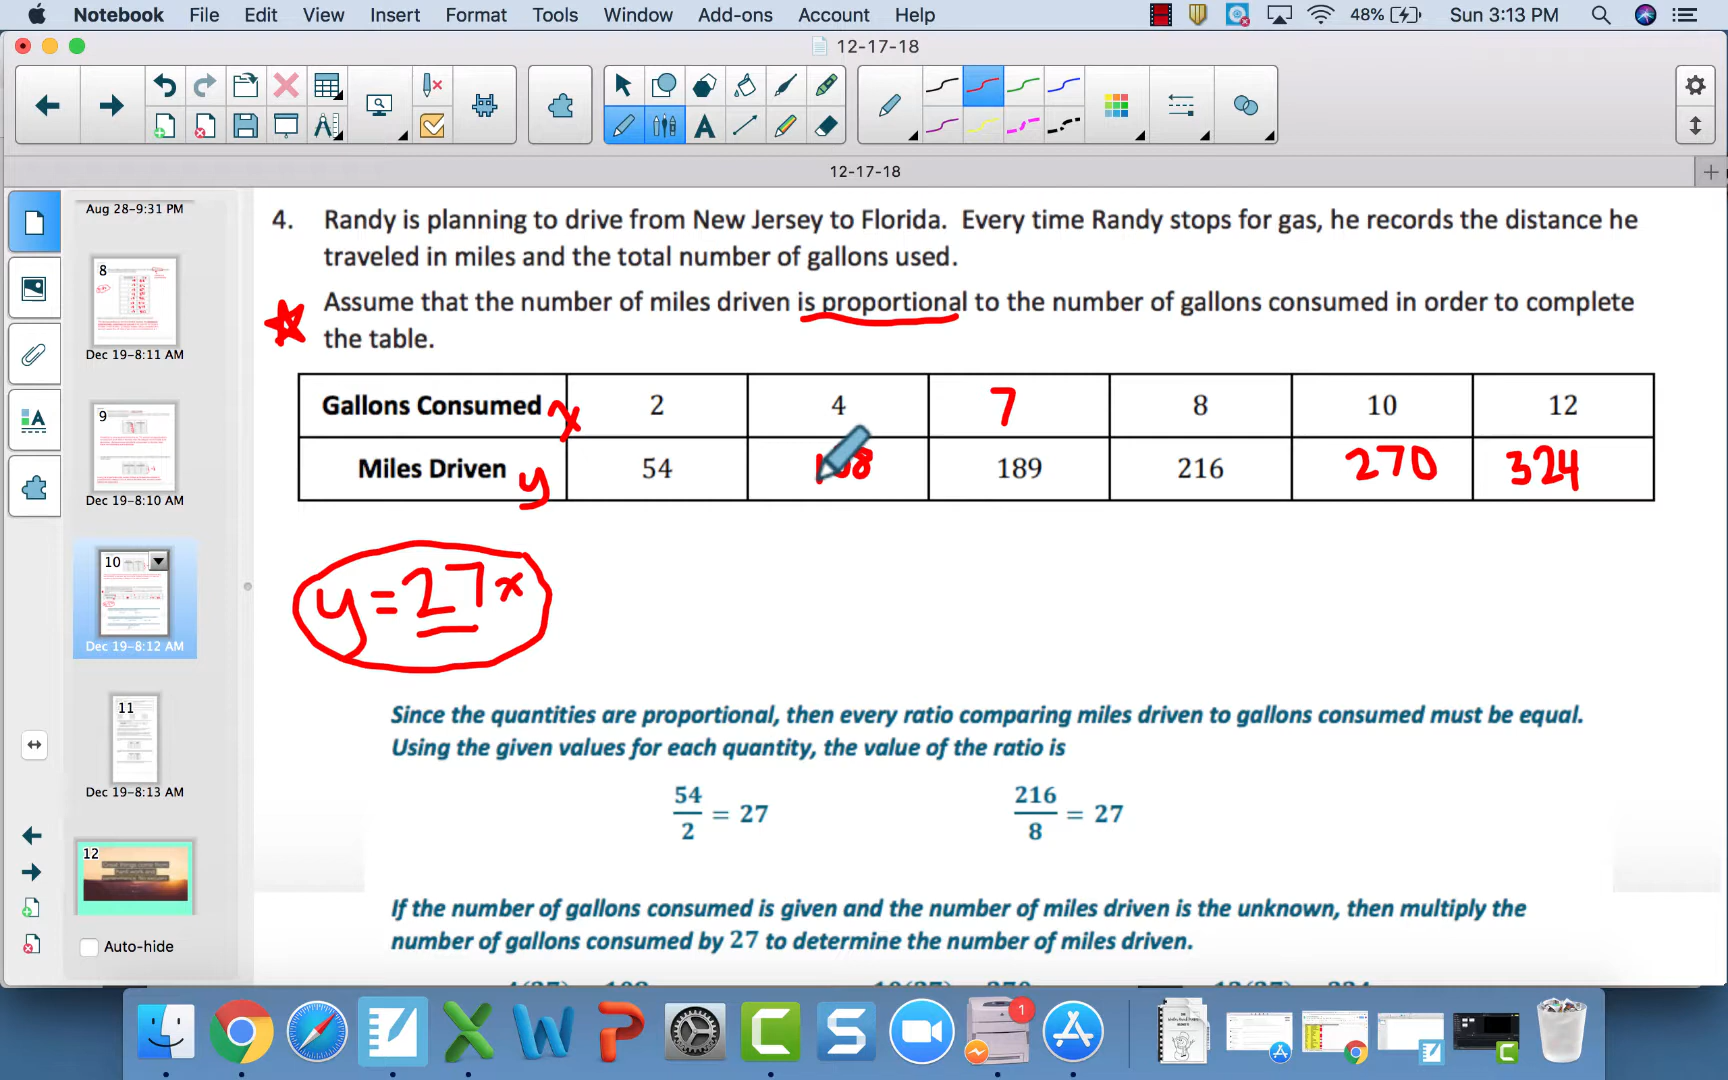 Notebook File Edit View Insert Format Tools Window Add-ons Account Help 48% Sun 3:13 PM
12-17-18
12-17-18
Aug 28-9:31 PM
8
Dec 19-8:11 AM
9
Dec 19-8:10 AM
10
Dec 19-8:12 AM
11
Dec 19-8:13 AM
12
Auto-hide
4. Randy is planning to drive from New Jersey to Florida. Every time Randy stops for gas, he records the distance he
traveled in miles and the total number of gallons used.
Assume that the number of miles driven is proportional to the number of gallons consumed in order to complete
the table.
Gallons Consumed x 2 4 7 8 10 12
Miles Driven y 54 108 189 216 270 324
y = 27x
Since the quantities are proportional, then every ratio comparing miles driven to gallons consumed must be equal.
Using the given values for each quantity, the value of the ratio is
54/2 = 27 216/8 = 27
If the number of gallons consumed is given and the number of miles driven is the unknown, then multiply the
number of gallons consumed by 27 to determine the number of miles driven.
1